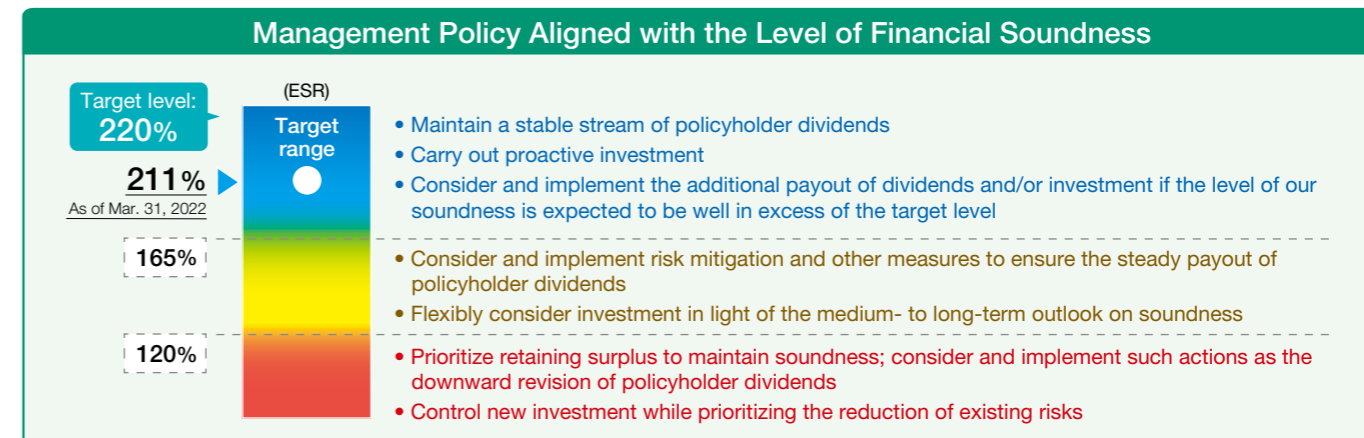 Management Policy Aligned with the Level of Financial Soundness
(ESR)
Target level:
220%
Target
range
211%
As of Mar. 31, 2022
• Maintain a stable stream of policyholder dividends
• Carry out proactive investment
• Consider and implement the additional payout of dividends and/or investment if the level of our
soundness is expected to be well in excess of the target level
165%
• Consider and implement risk mitigation and other measures to ensure the steady payout of
policyholder dividends
• Flexibly consider investment in light of the medium- to long-term outlook on soundness
120%
• Prioritize retaining surplus to maintain soundness; consider and implement such actions as the
downward revision of policyholder dividends
• Control new investment while prioritizing the reduction of existing risks